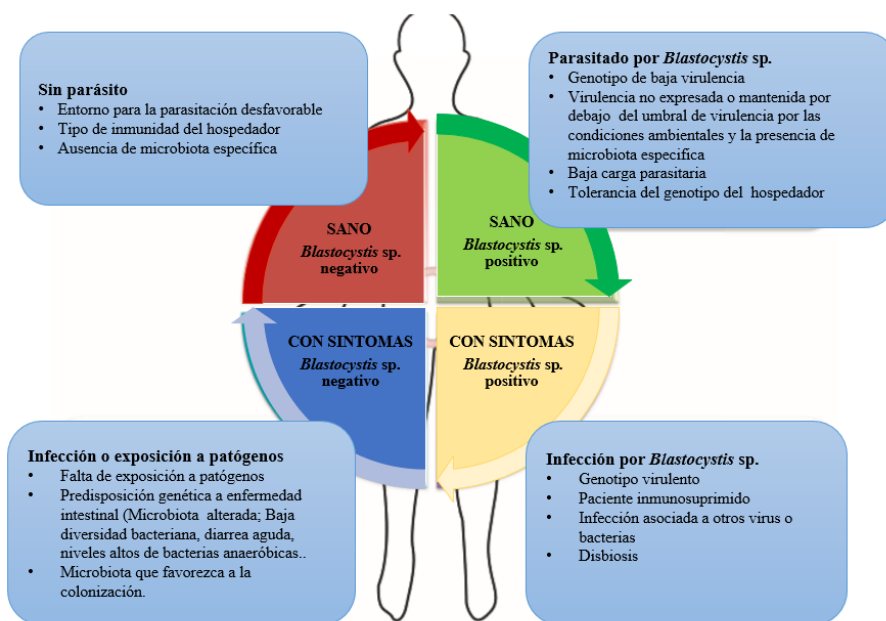 Sin parásito
• Entorno para la parasitación desfavorable
• Tipo de inmunidad del hospedador
• Ausencia de microbiota específica
Parasitado por Blastocystis sp.
• Genotipo de baja virulencia
• Virulencia no expresada o mantenida por
debajo del umbral de virulencia por las
condiciones ambientales y la presencia de
microbiota especifica
• Baja carga parasitaria
• Tolerancia del genotipo del hospedador
SANO
Blastocystis sp.
negativo
SANO
Blastocystis sp.
positivo
CON SINTOMAS
Blastocystis sp.
negativo
CON SINTOMAS
Blastocystis sp.
positivo
Infección o exposición a patógenos
• Falta de exposición a patógenos
• Predisposición genética a enfermedad
intestinal (Microbiota alterada; Baja
diversidad bacteriana, diarrea aguda,
niveles altos de bacterias anaeróbicas..
• Microbiota que favorezca a la
colonización.
Infección por Blastocystis sp.
• Genotipo virulento
• Paciente inmunosuprimido
• Infección asociada a otros virus o
bacterias
• Disbiosis